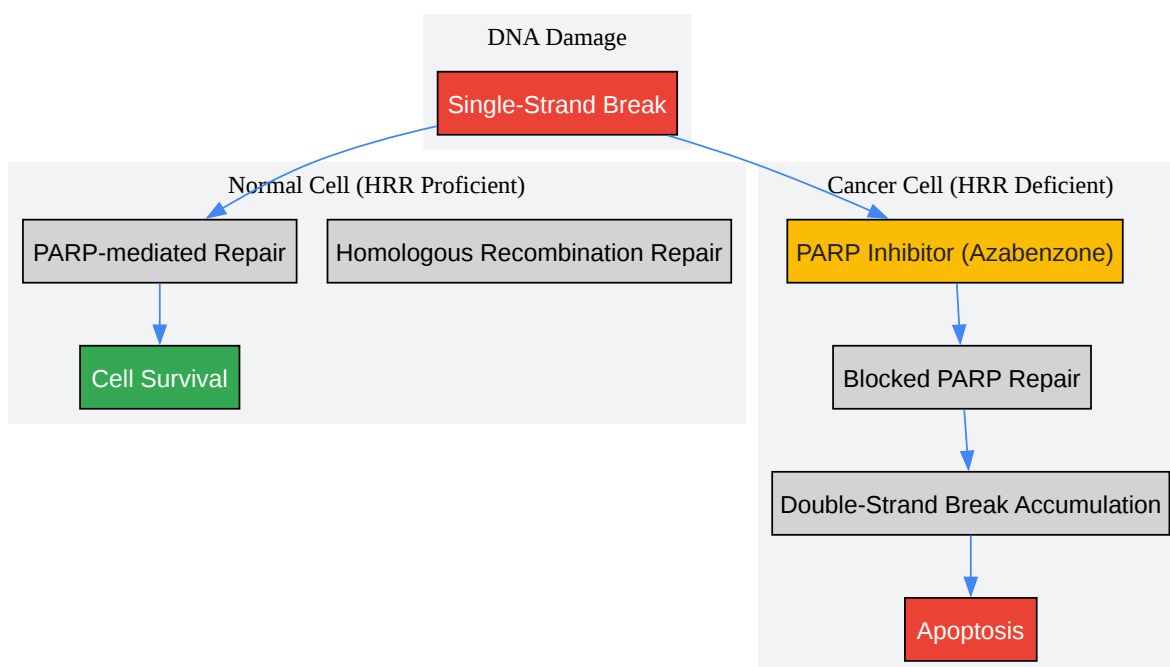 DNA Damage
Single-Strand Break
Normal Cell (HRR Proficient)
PARP-mediated Repair
Homologous Recombination Repair
Cell Survival
Cancer Cell (HRR Deficient)
PARP Inhibitor (Azabenzone)
Blocked PARP Repair
Double-Strand Break Accumulation
Apoptosis